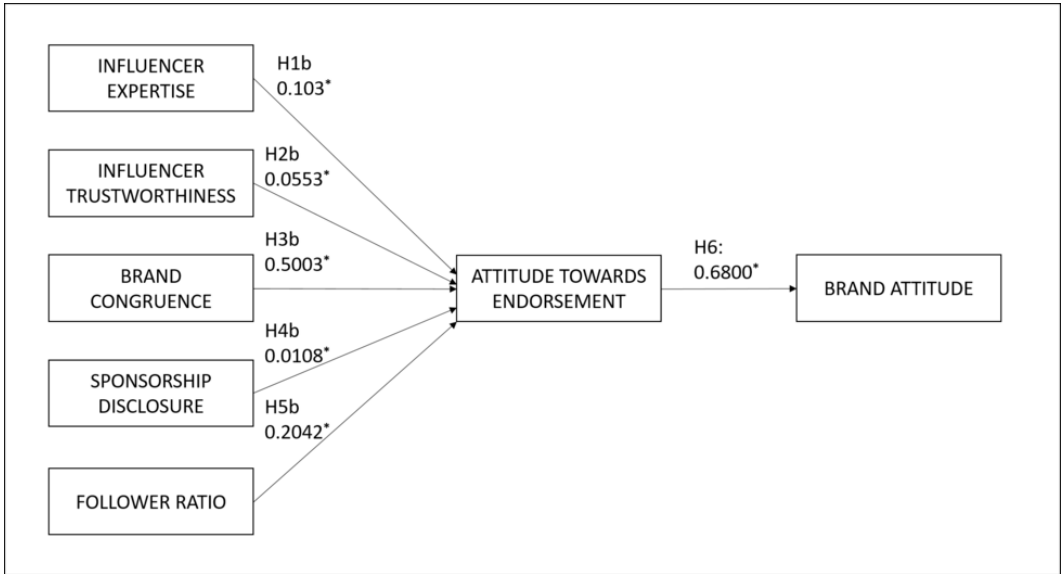 INFLUENCER
EXPERTISE
H1b
0.103*
INFLUENCER
TRUSTWORTHINESS
H2b
0.0553*
BRAND
CONGRUENCE
H3b
0.5003*
SPONSORSHIP
DISCLOSURE
H4b
0.0108*
FOLLOWER RATIO
H5b
0.2042*
ATTITUDE TOWARDS
ENDORSEMENT
H6:
0.6800*
BRAND ATTITUDE